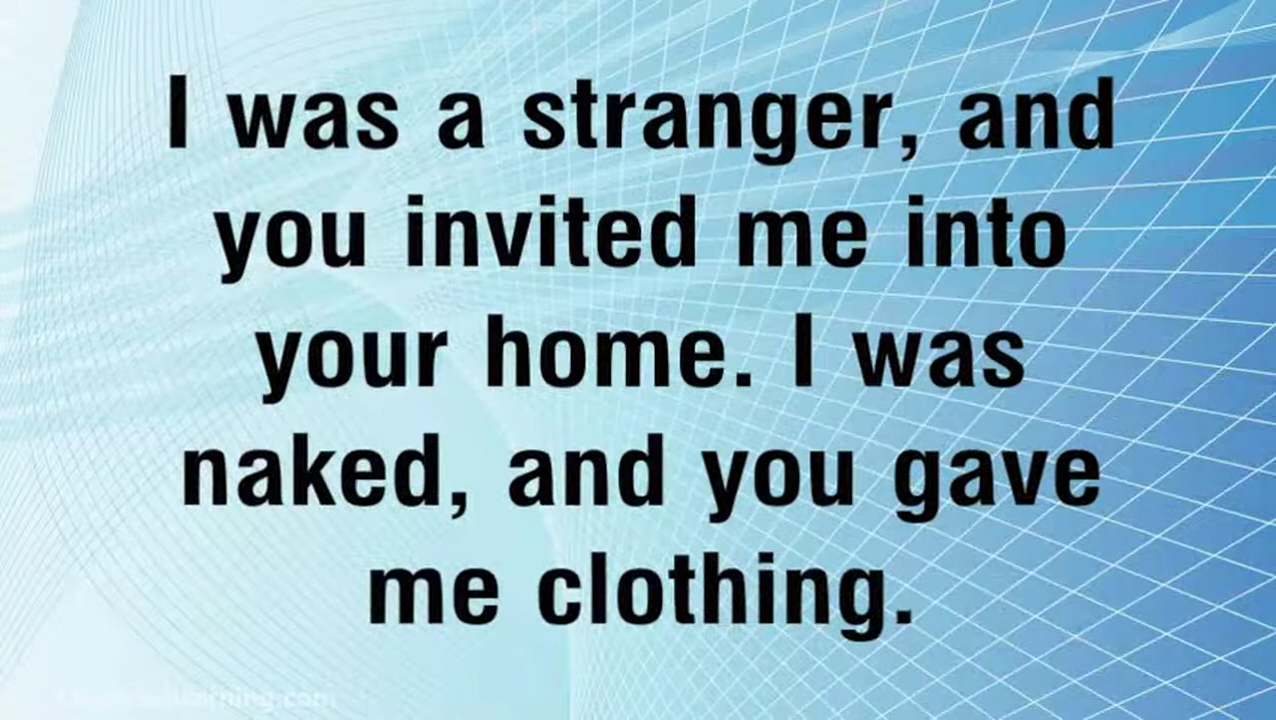 I was a stranger, and
you invited me into
your home. I was
naked, and you gave
me clothing.